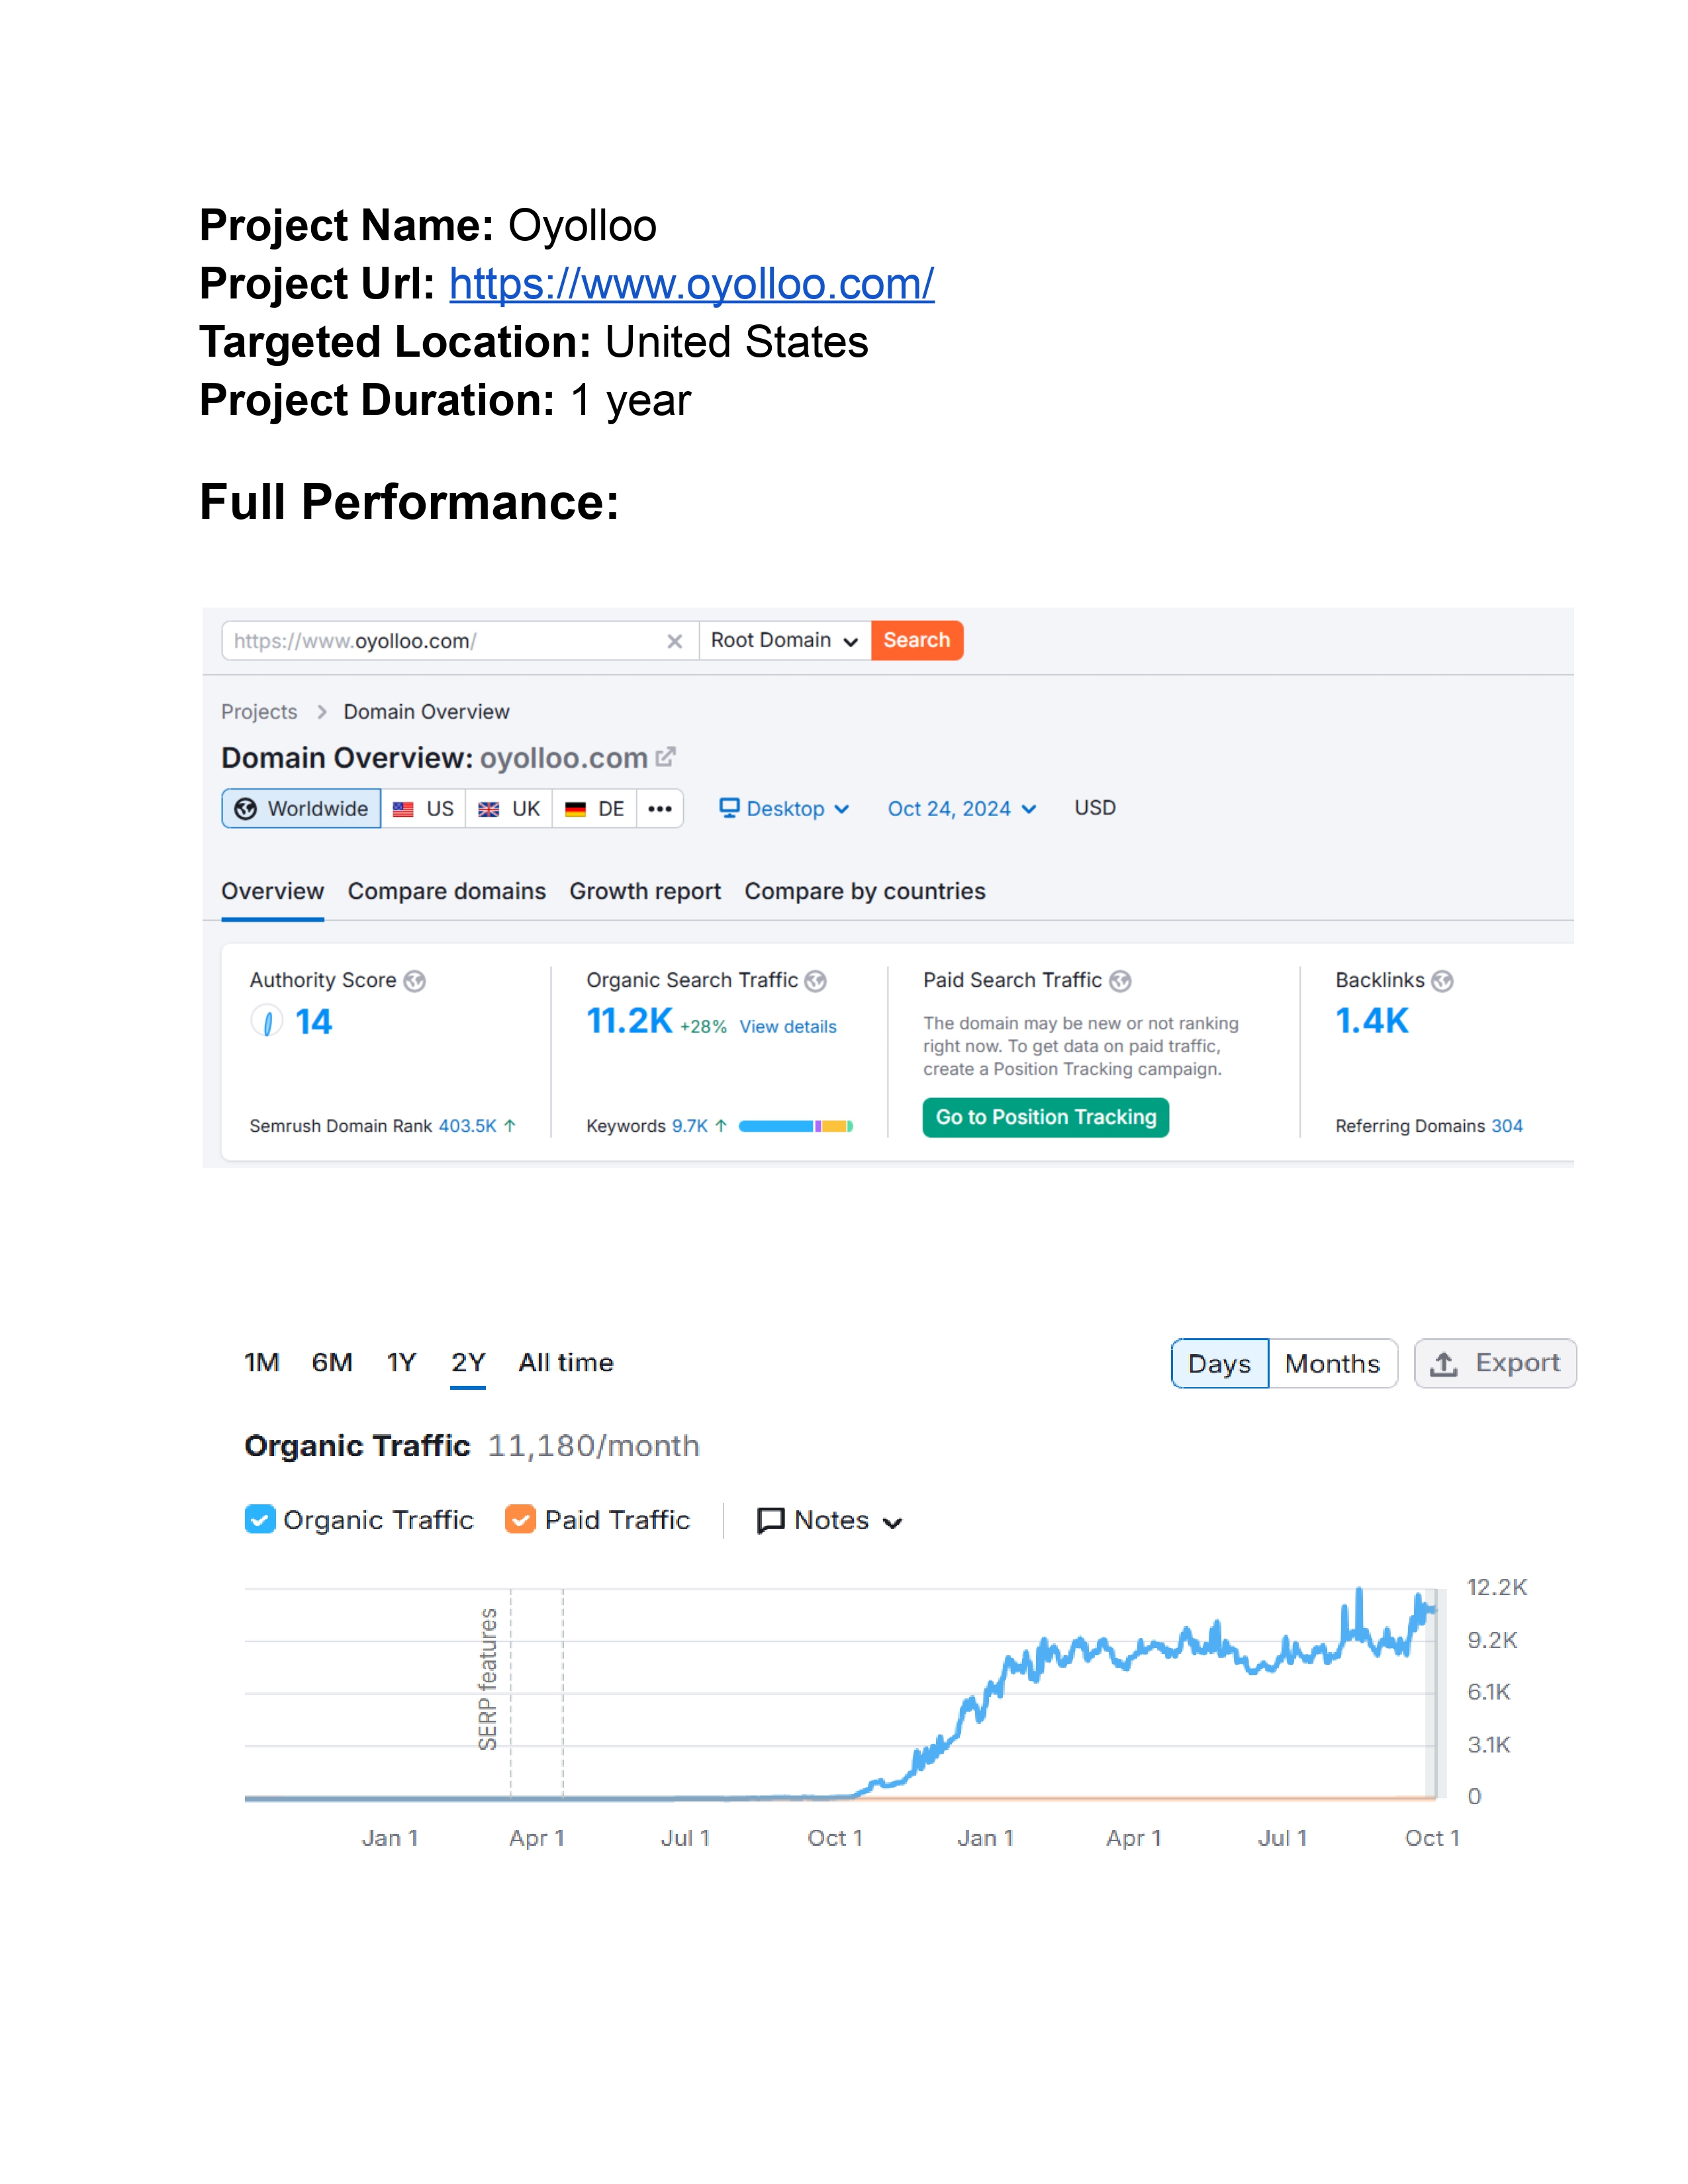 Project Name: Oyolloo
Project Url: https://www.oyolloo.com/
Targeted Location: United States
Project Duration: 1 year
Full Performance:
https://www.oyolloo.com/ Root Domain Search
Projects > Domain Overview
Domain Overview: oyolloo.com
Worldwide US UK DE ••• Desktop Oct 24, 2024 USD
Overview Compare domains Growth report Compare by countries
Authority Score Organic Search Traffic Paid Search Traffic Backlinks
14 11.2K +28% View details 1.4K
The domain may be new or not ranking
right now. To get data on paid traffic,
create a Position Tracking campaign.
Go to Position Tracking
Semrush Domain Rank 403.5K ↑ Keywords 9.7K ↑ Referring Domains 304
1M 6M 1Y 2Y All time Days Months Export
Organic Traffic 11,180/month
Organic Traffic Paid Traffic Notes
SERP features
12.2K
9.2K
6.1K
3.1K
0
Jan 1 Apr 1 Jul 1 Oct 1 Jan 1 Apr 1 Jul 1 Oct 1